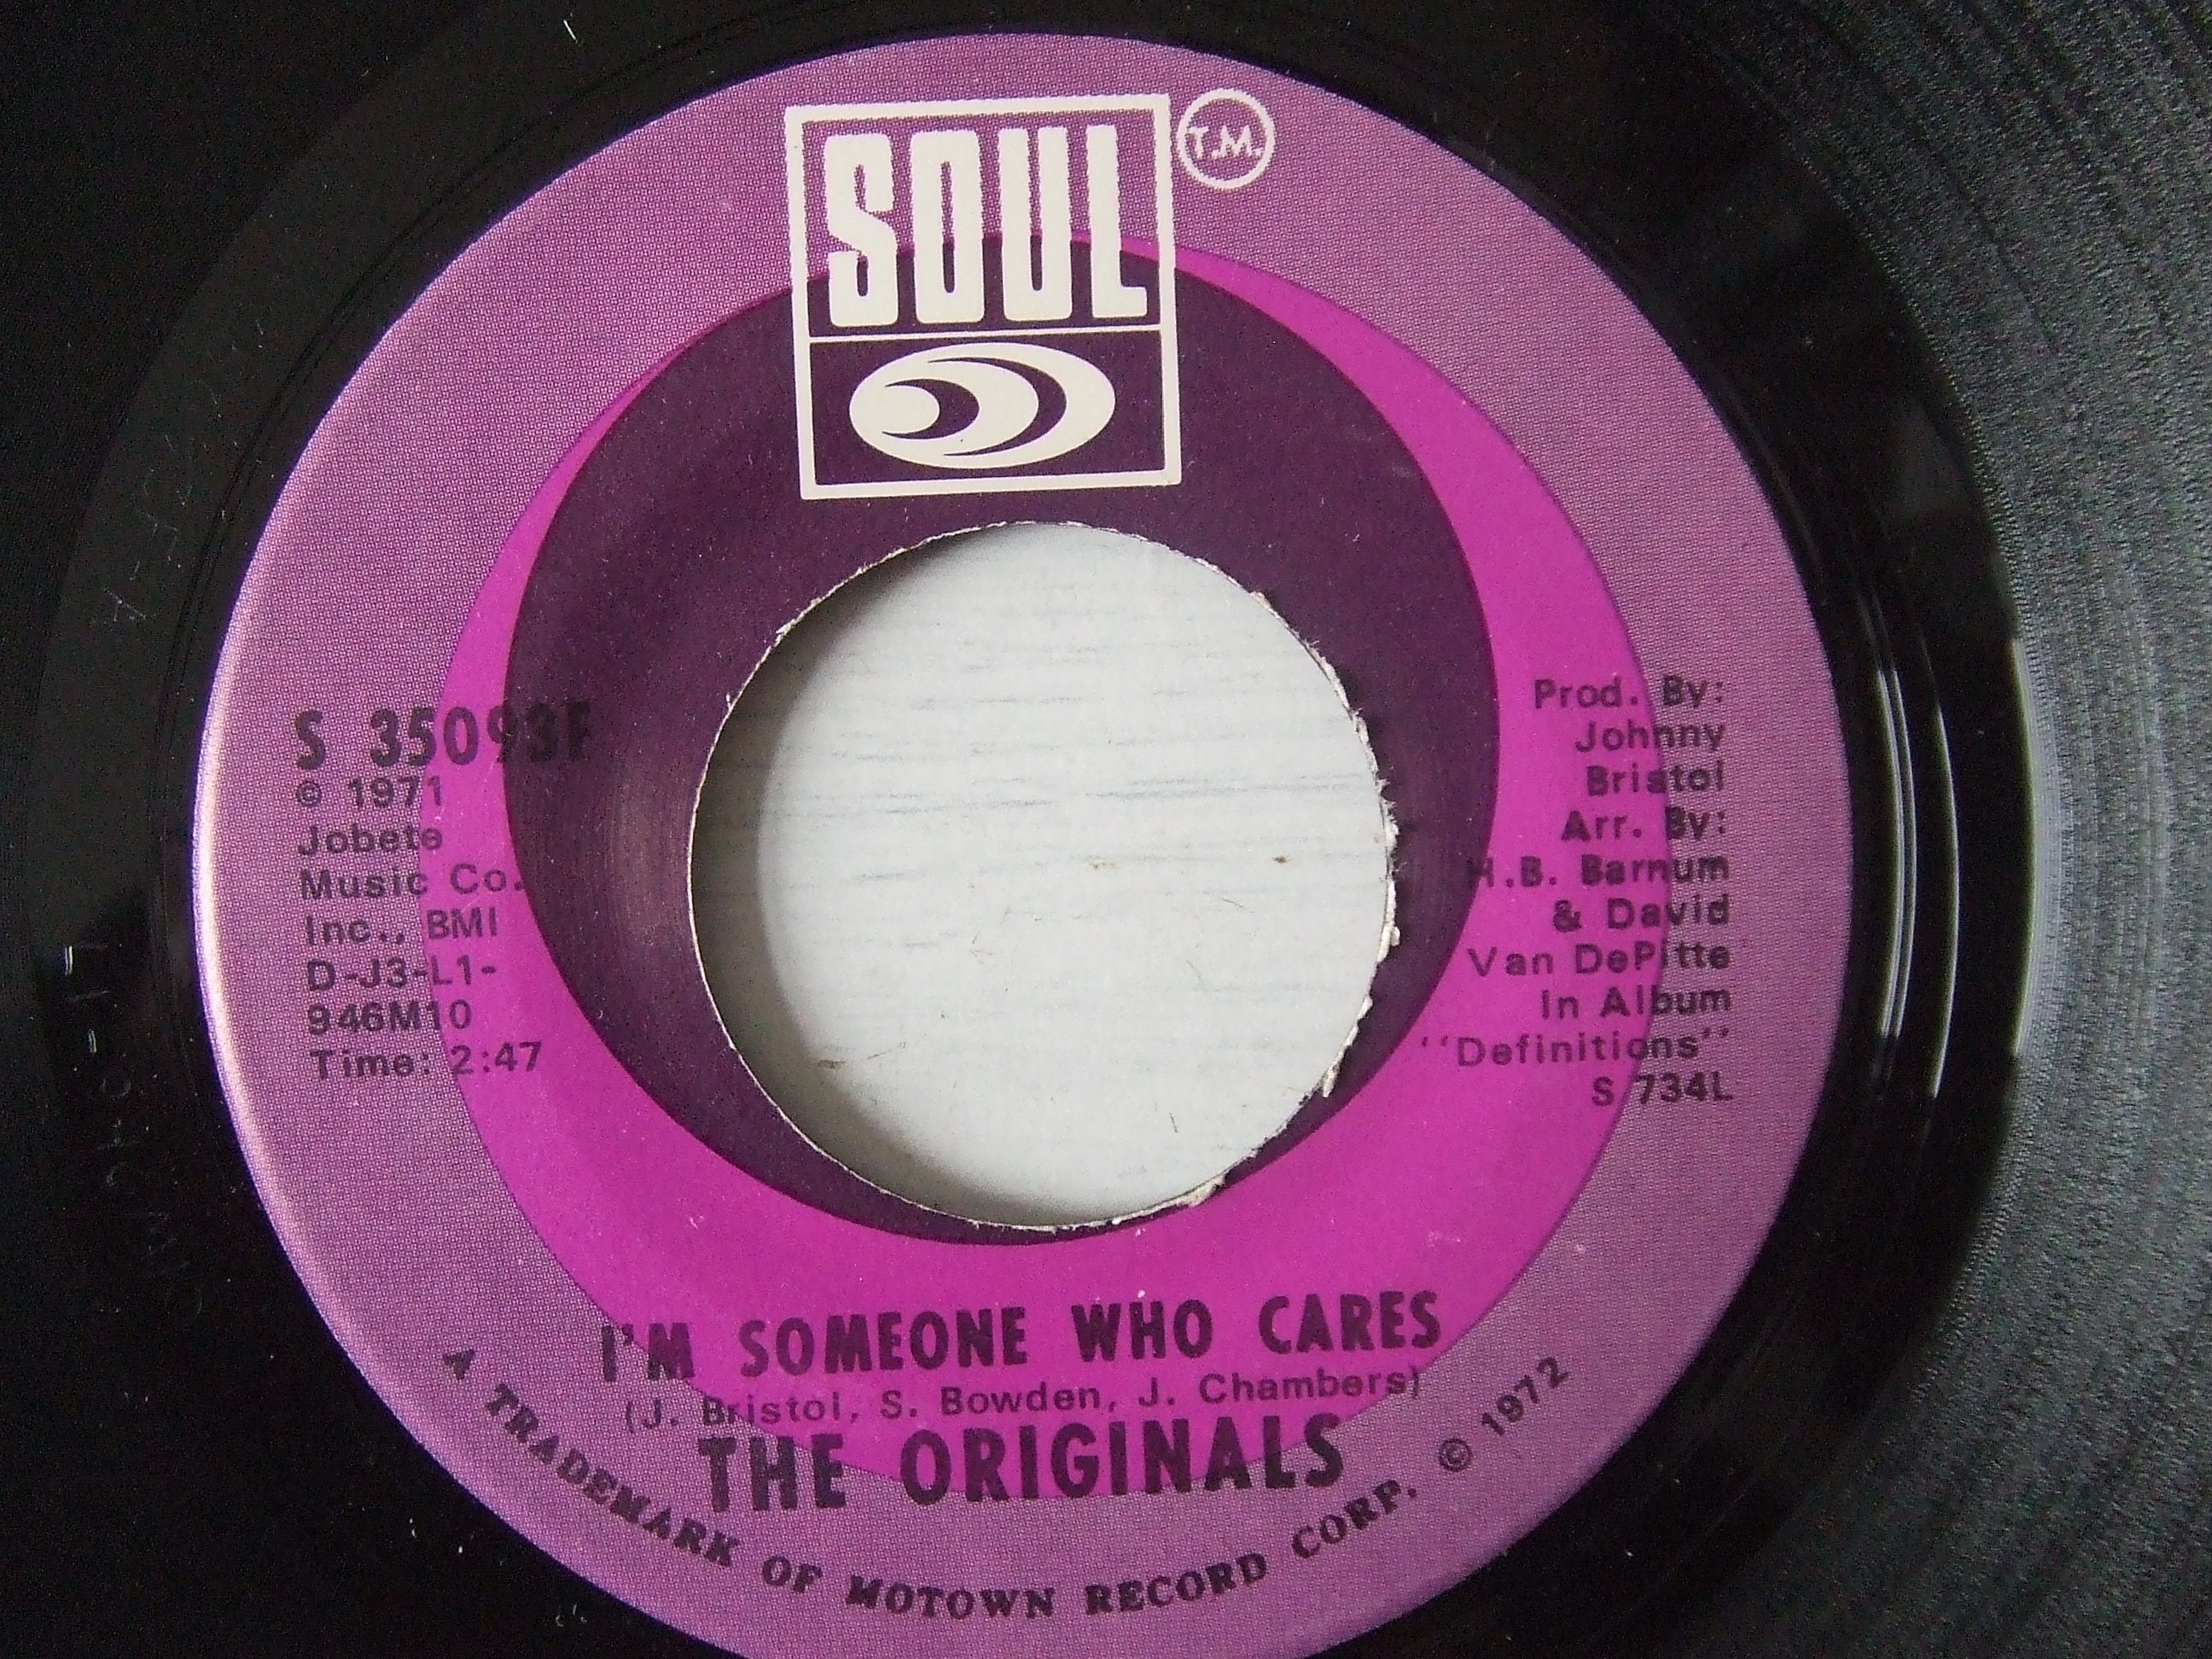 SOUL
T.M.
S 35093F
© 1971
Jobete
Music Co.
Inc., BMI
D-J3-L1-
946M10
Time: 2:47
Prod. By:
Johnny
Bristol
Arr. By:
H.B. Barnum
& David
Van DePitte
In Album
''Definitions''
S 734L
I'M SOMEONE WHO CARES
(J. Bristol, S. Bowden, J. Chambers)
THE ORIGINALS
A TRADEMARK OF MOTOWN RECORD CORP. © 1972